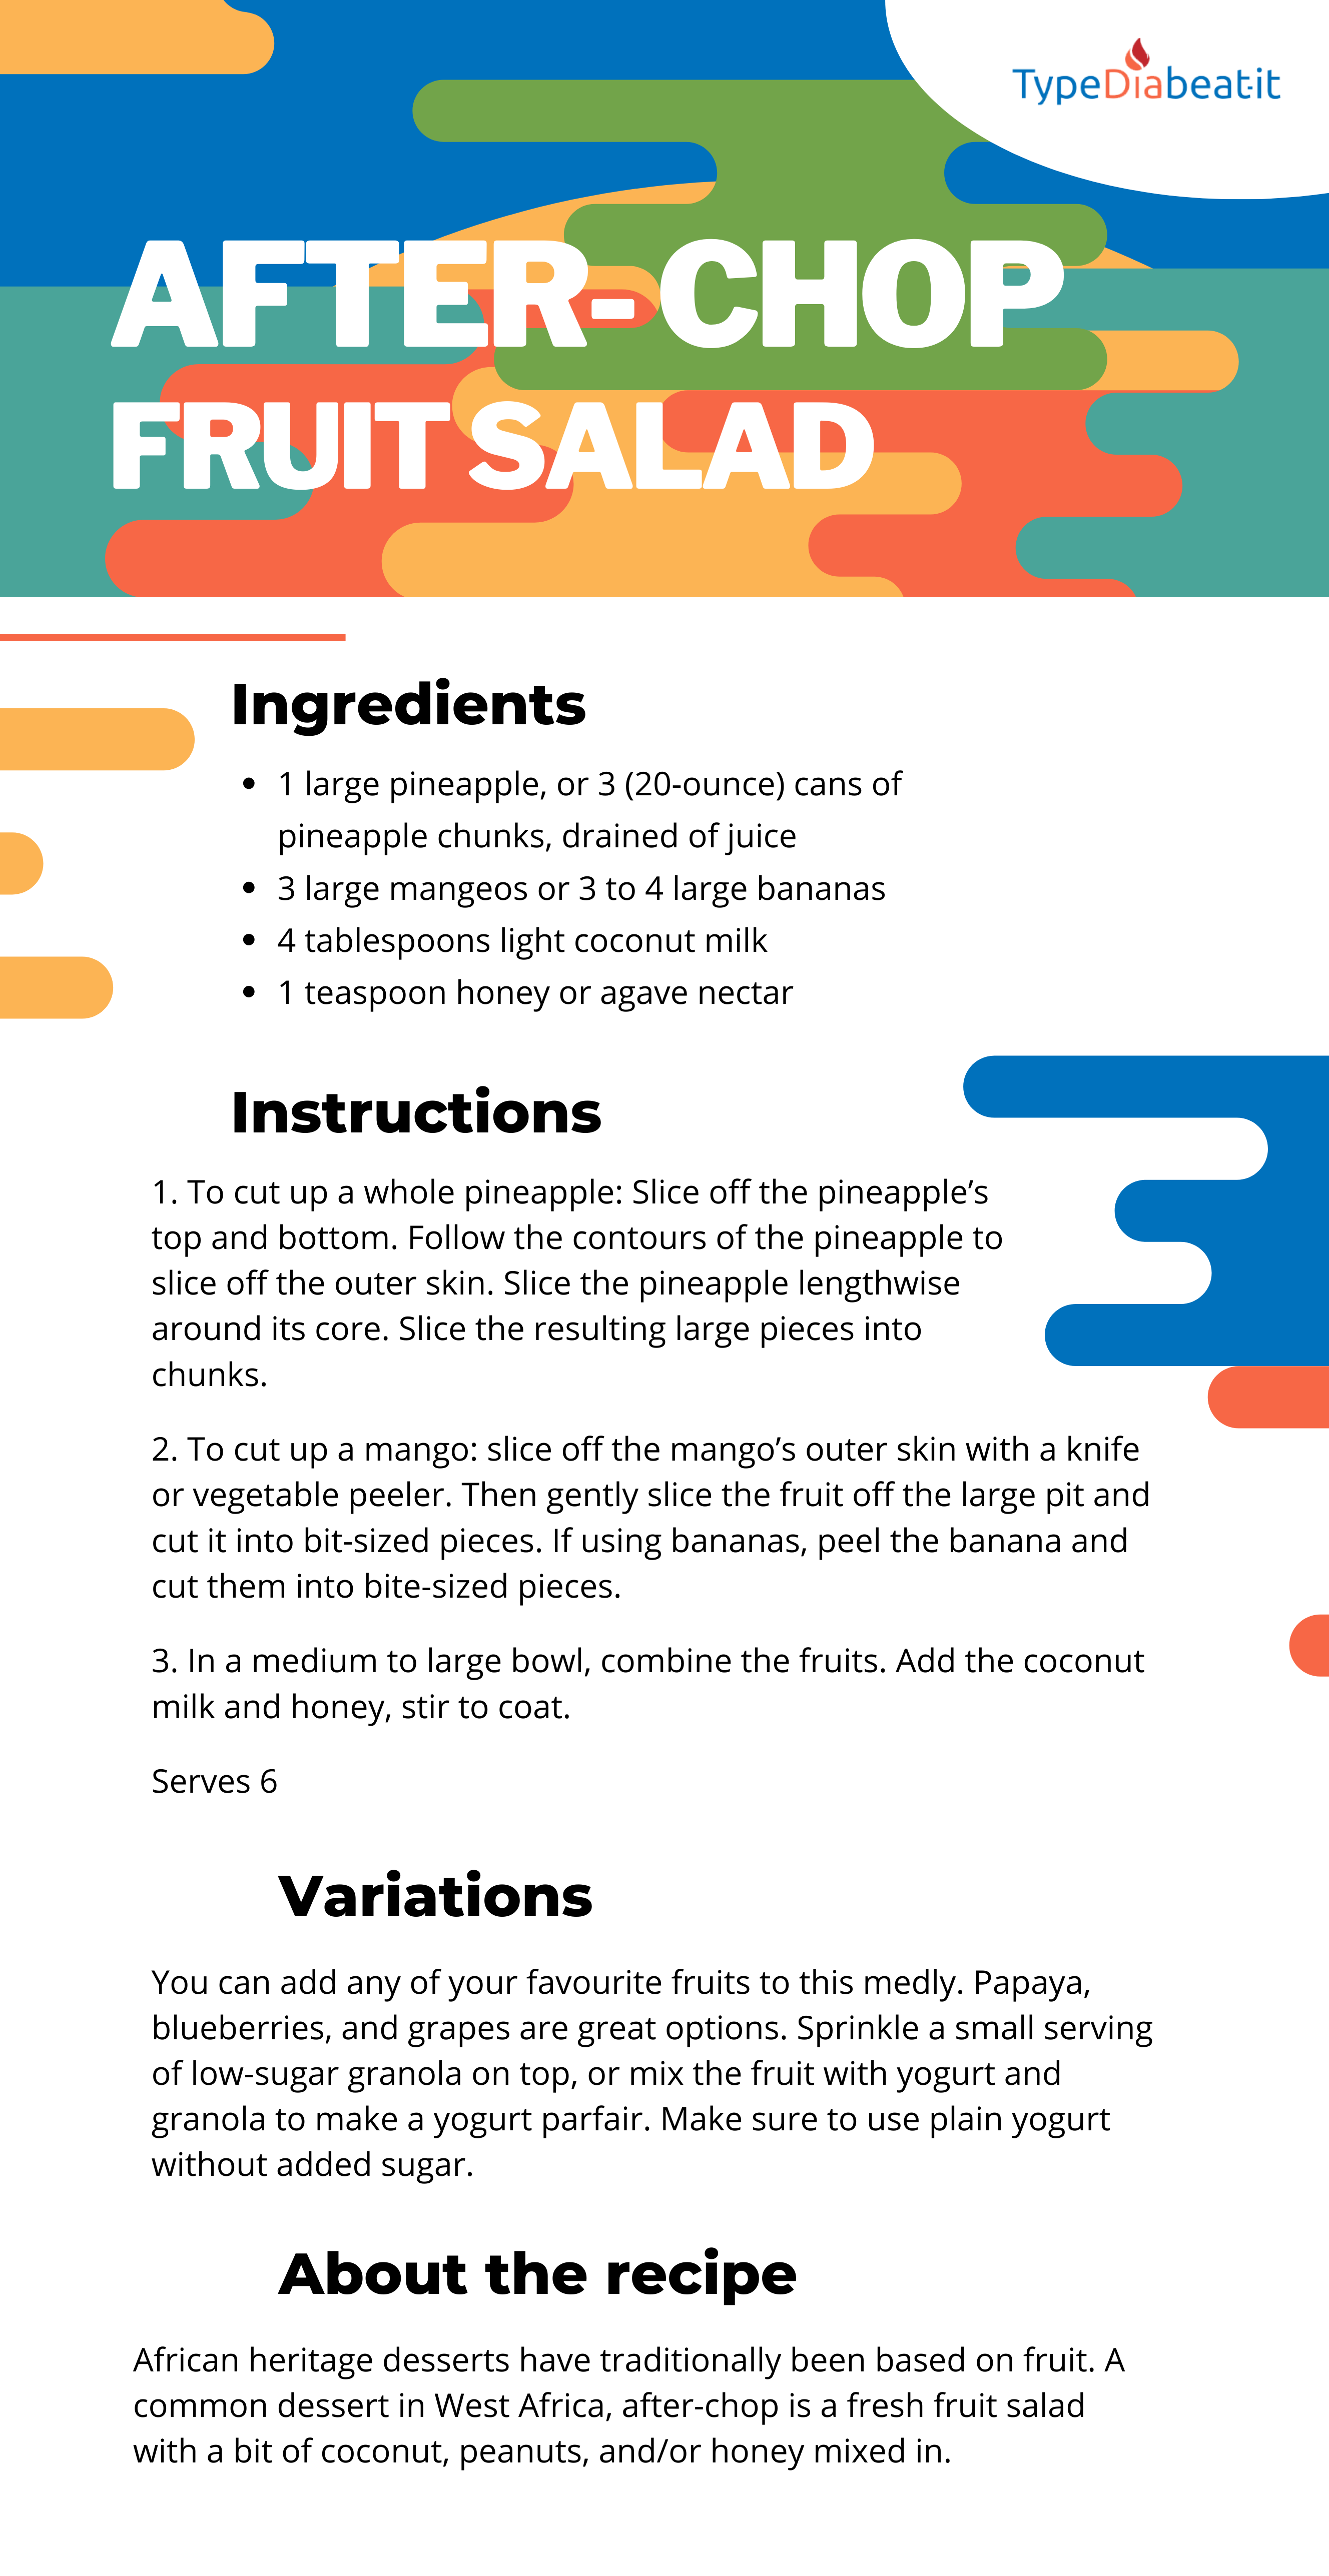 TypeDiabeat·it
AFTER-CHOP
FRUIT SALAD
Ingredients
• 1 large pineapple, or 3 (20-ounce) cans of
pineapple chunks, drained of juice
• 3 large mangeos or 3 to 4 large bananas
• 4 tablespoons light coconut milk
• 1 teaspoon honey or agave nectar
Instructions
1. To cut up a whole pineapple: Slice off the pineapple’s
top and bottom. Follow the contours of the pineapple to
slice off the outer skin. Slice the pineapple lengthwise
around its core. Slice the resulting large pieces into
chunks.
2. To cut up a mango: slice off the mango’s outer skin with a knife
or vegetable peeler. Then gently slice the fruit off the large pit and
cut it into bit-sized pieces. If using bananas, peel the banana and
cut them into bite-sized pieces.
3. In a medium to large bowl, combine the fruits. Add the coconut
milk and honey, stir to coat.
Serves 6
Variations
You can add any of your favourite fruits to this medly. Papaya,
blueberries, and grapes are great options. Sprinkle a small serving
of low-sugar granola on top, or mix the fruit with yogurt and
granola to make a yogurt parfair. Make sure to use plain yogurt
without added sugar.
About the recipe
African heritage desserts have traditionally been based on fruit. A
common dessert in West Africa, after-chop is a fresh fruit salad
with a bit of coconut, peanuts, and/or honey mixed in.